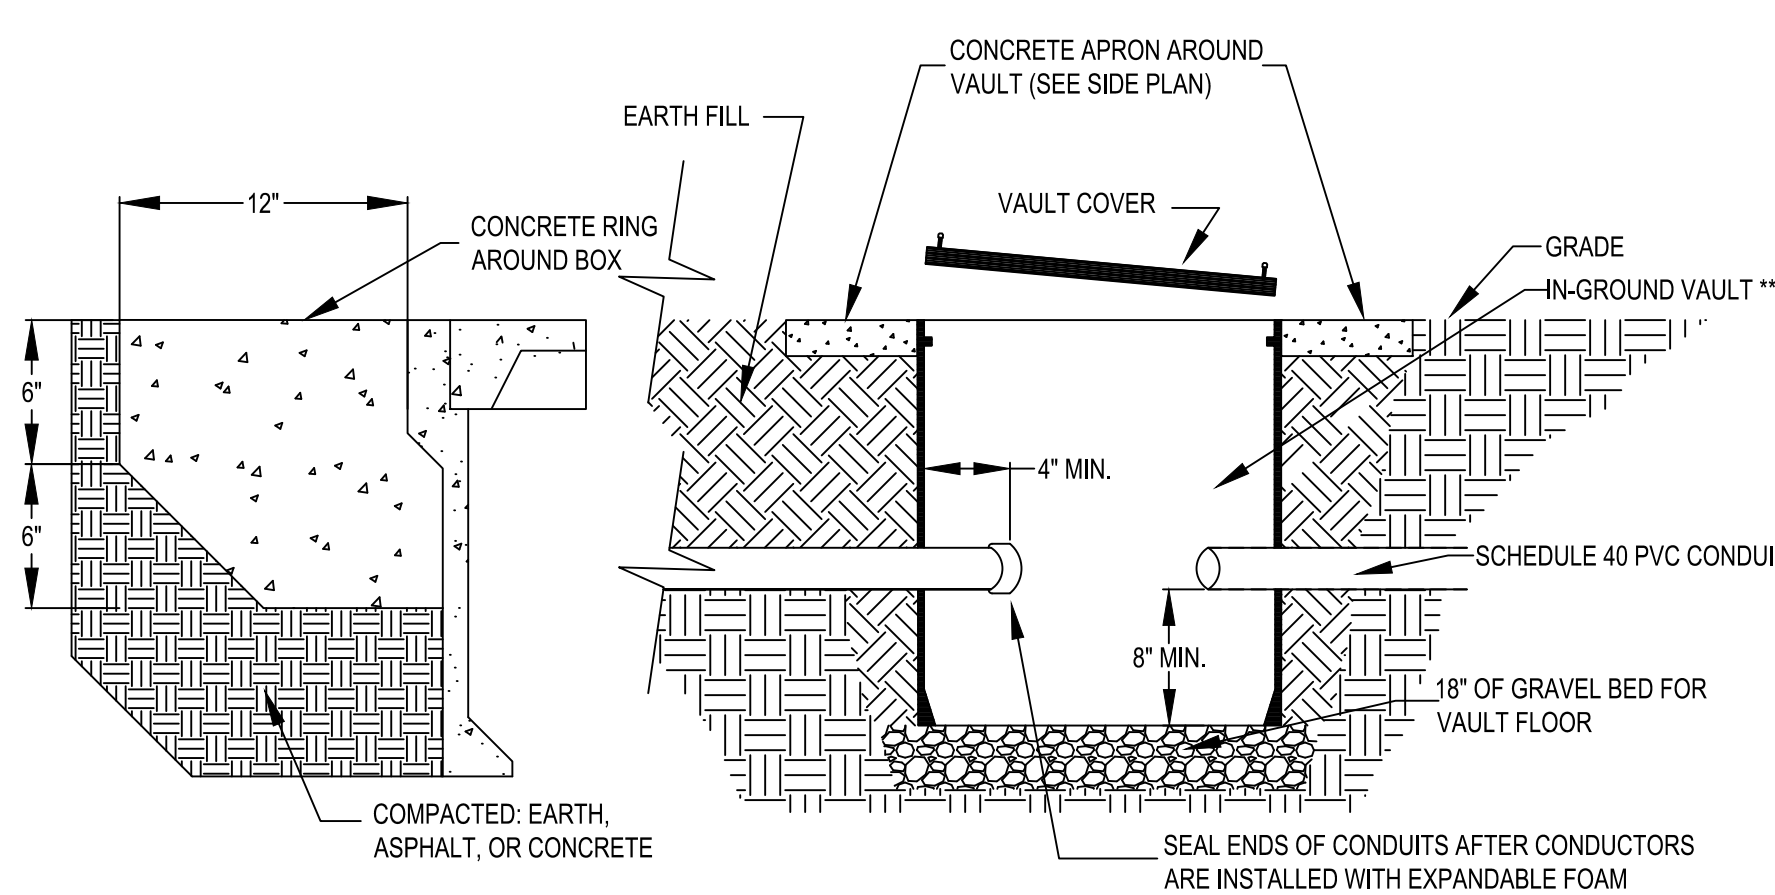 CONCRETE APRON AROUND
VAULT (SEE SIDE PLAN)
EARTH FILL
12"
VAULT COVER
CONCRETE RING
AROUND BOX
GRADE
IN-GROUND VAULT **
6"
4" MIN.
6"
SCHEDULE 40 PVC CONDUI
8" MIN.
18" OF GRAVEL BED FOR
VAULT FLOOR
COMPACTED: EARTH,
ASPHALT, OR CONCRETE
SEAL ENDS OF CONDUITS AFTER CONDUCTORS
ARE INSTALLED WITH EXPANDABLE FOAM